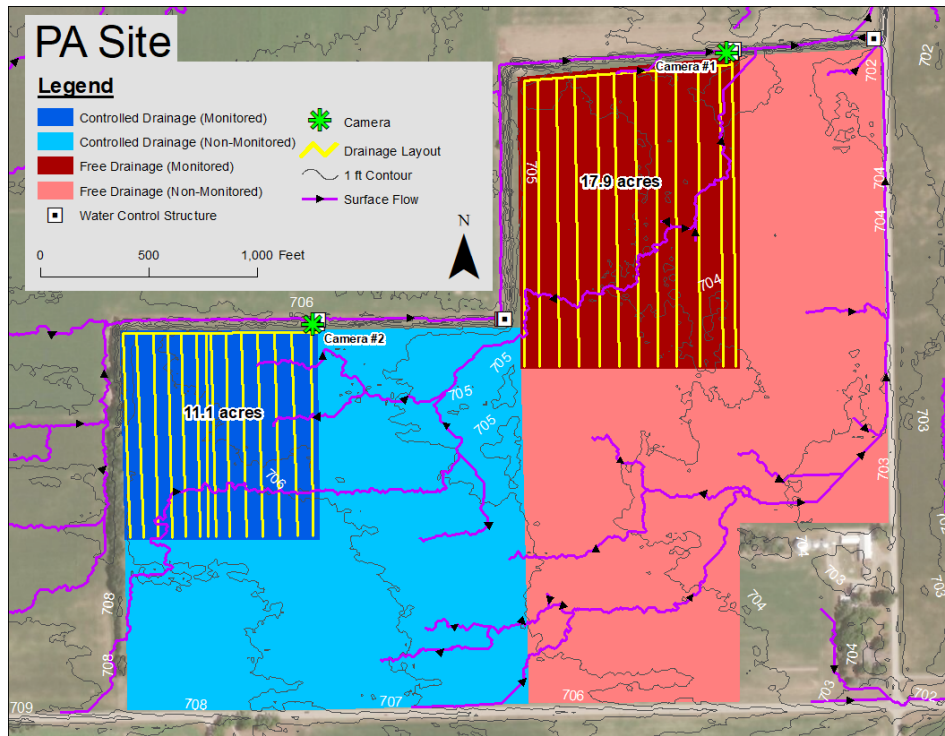 PA Site
Legend
Controlled Drainage (Monitored)
Controlled Drainage (Non-Monitored)
Free Drainage (Monitored)
Free Drainage (Non-Monitored)
Water Control Structure
Camera
Drainage Layout
1 ft Contour
Surface Flow
0 500 1,000 Feet
N
Camera #1
702
702
705
17.9 acres
704
704
704
706
Camera #2
705
705
705
11.1 acres
706
703
703
708
708
709
708
707
706
704
703
704
703
702